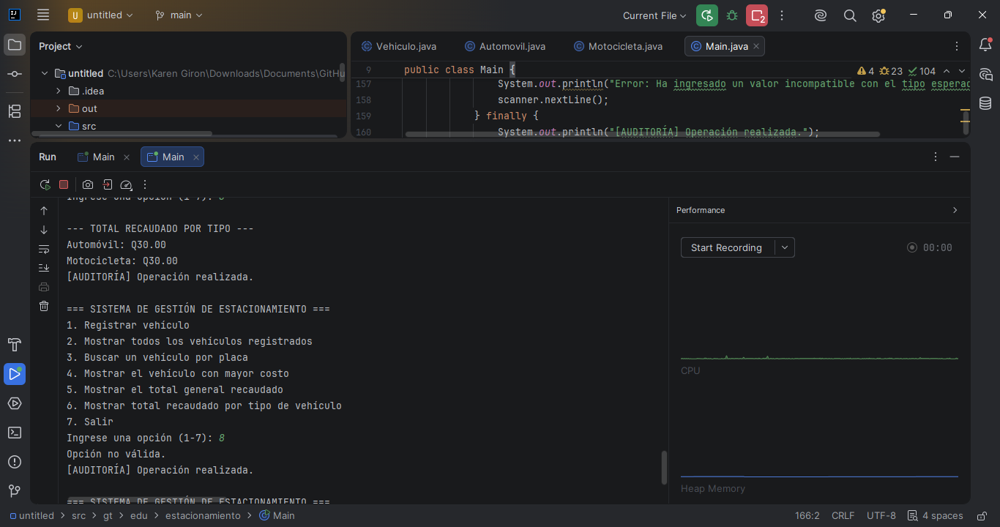 untitled
main
Current File
2
Project
untitled C:\Users\Karen Giron\Downloads\Documents\GitHu
.idea
out
src
Vehiculo.java
Automovil.java
Motocicleta.java
Main.java
9 public class Main {
4 23 104
157 System.out.println("Error: Ha ingresado un valor incompatible con el tipo esperad
158 scanner.nextLine();
159 } finally {
160 System.out.println("[AUDITORÍA] Operación realizada.");
Run
Main
Main
Ingrese una opción (1-7):
--- TOTAL RECAUDADO POR TIPO ---
Automóvil: Q30.00
Motocicleta: Q30.00
[AUDITORÍA] Operación realizada.
=== SISTEMA DE GESTIÓN DE ESTACIONAMIENTO ===
1. Registrar vehículo
2. Mostrar todos los vehículos registrados
3. Buscar un vehículo por placa
4. Mostrar el vehículo con mayor costo
5. Mostrar el total general recaudado
6. Mostrar total recaudado por tipo de vehículo
7. Salir
Ingrese una opción (1-7): 8
Opción no válida.
[AUDITORÍA] Operación realizada.
=== SISTEMA DE GESTIÓN DE ESTACIONAMIENTO ===
Performance
Start Recording
00:00
CPU
Heap Memory
untitled > src > gt > edu > estacionamiento > Main
166:2 CRLF UTF-8 4 spaces